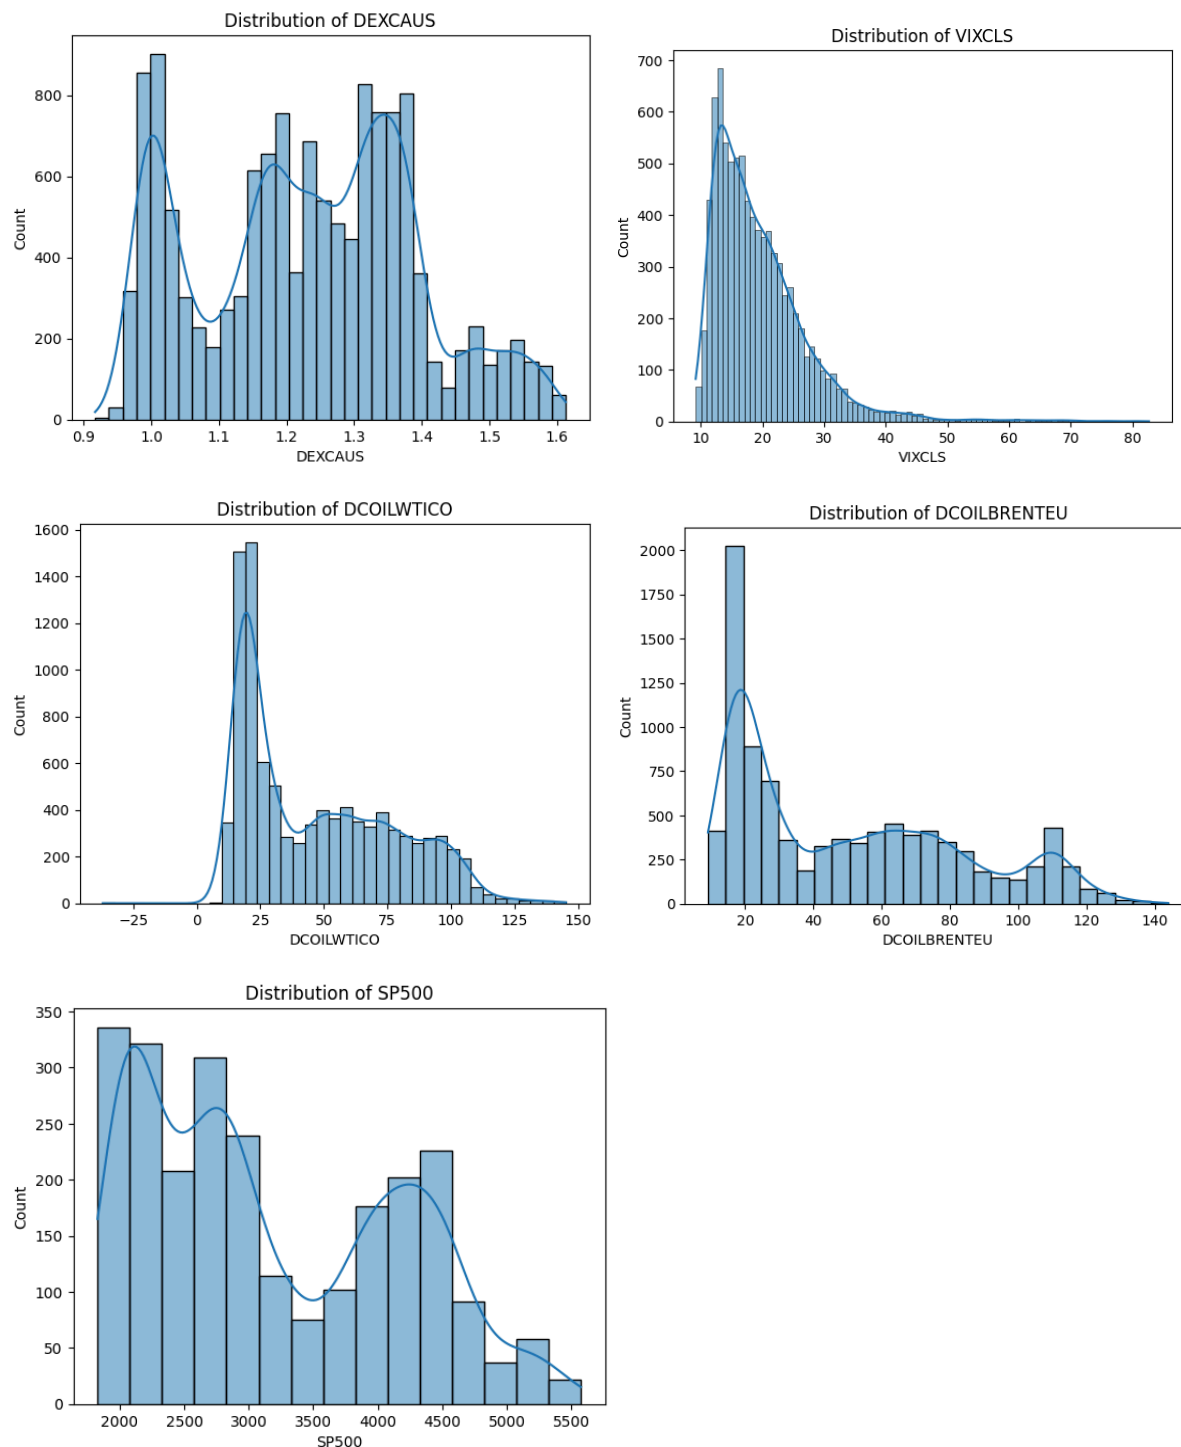 Distribution of DEXCAUS
Count
800
600
400
200
0
0.9 1.0 1.1 1.2 1.3 1.4 1.5 1.6
DEXCAUS
Distribution of VIXCLS
Count
700
600
500
400
300
200
100
0
10 20 30 40 50 60 70 80
VIXCLS
Distribution of DCOILWTICO
Count
1600
1400
1200
1000
800
600
400
200
0
−25 0 25 50 75 100 125 150
DCOILWTICO
Distribution of DCOILBRENTEU
Count
2000
1750
1500
1250
1000
750
500
250
0
20 40 60 80 100 120 140
DCOILBRENTEU
Distribution of SP500
Count
350
300
250
200
150
100
50
0
2000 2500 3000 3500 4000 4500 5000 5500
SP500